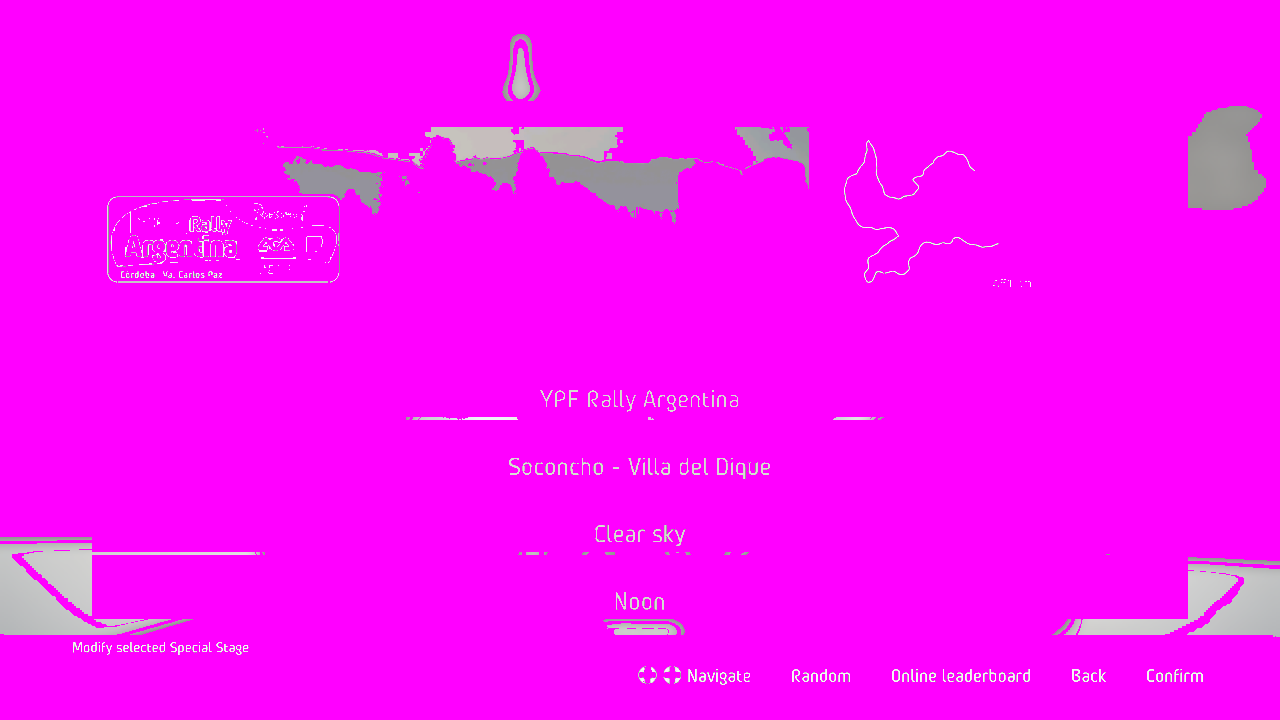 Rally
Argentina
Córdoba - Va. Carlos Paz
YPF Rally Argentina
Soconcho - Villa del Dique
Clear sky
Noon
Modify selected Special Stage
Navigate Random Online leaderboard Back Confirm